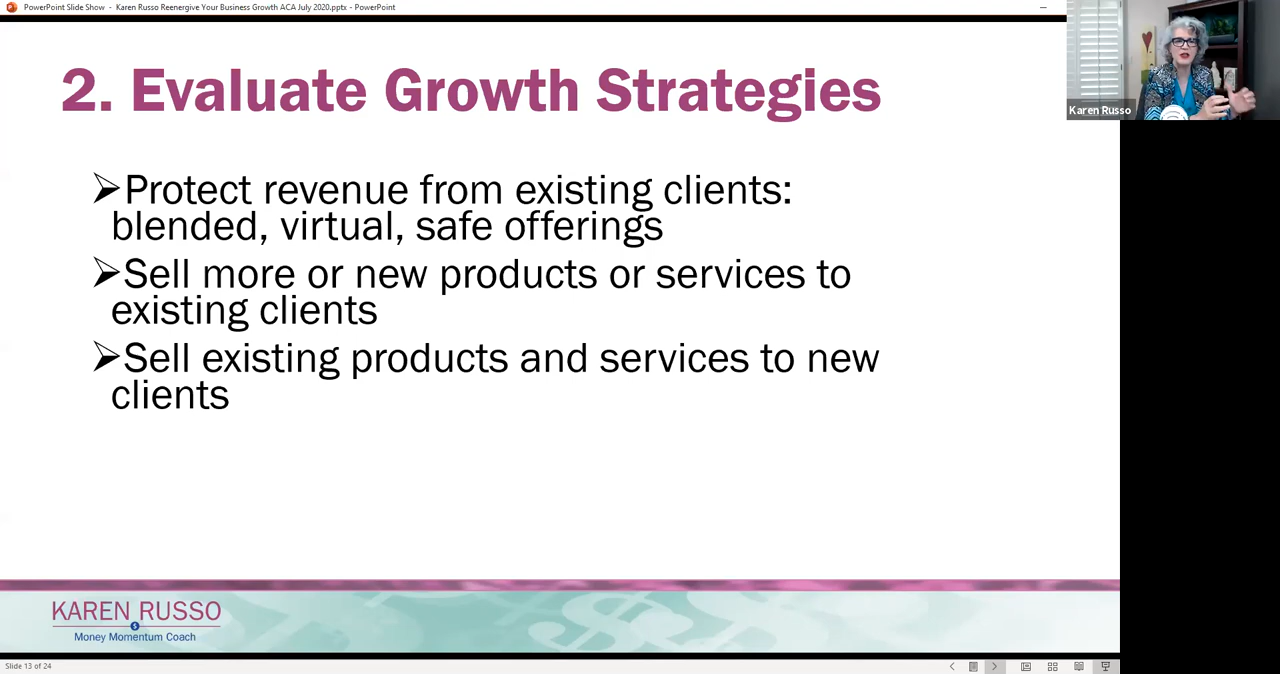 PowerPoint Slide Show - Karen Russo Reenergive Your Business Growth ACA July 2020.pptx - PowerPoint
2. Evaluate Growth Strategies
Karen Russo
➢Protect revenue from existing clients:
blended, virtual, safe offerings
➢Sell more or new products or services to
existing clients
➢Sell existing products and services to new
clients
KAREN RUSSO
$
Money Momentum Coach
Slide 13 of 24